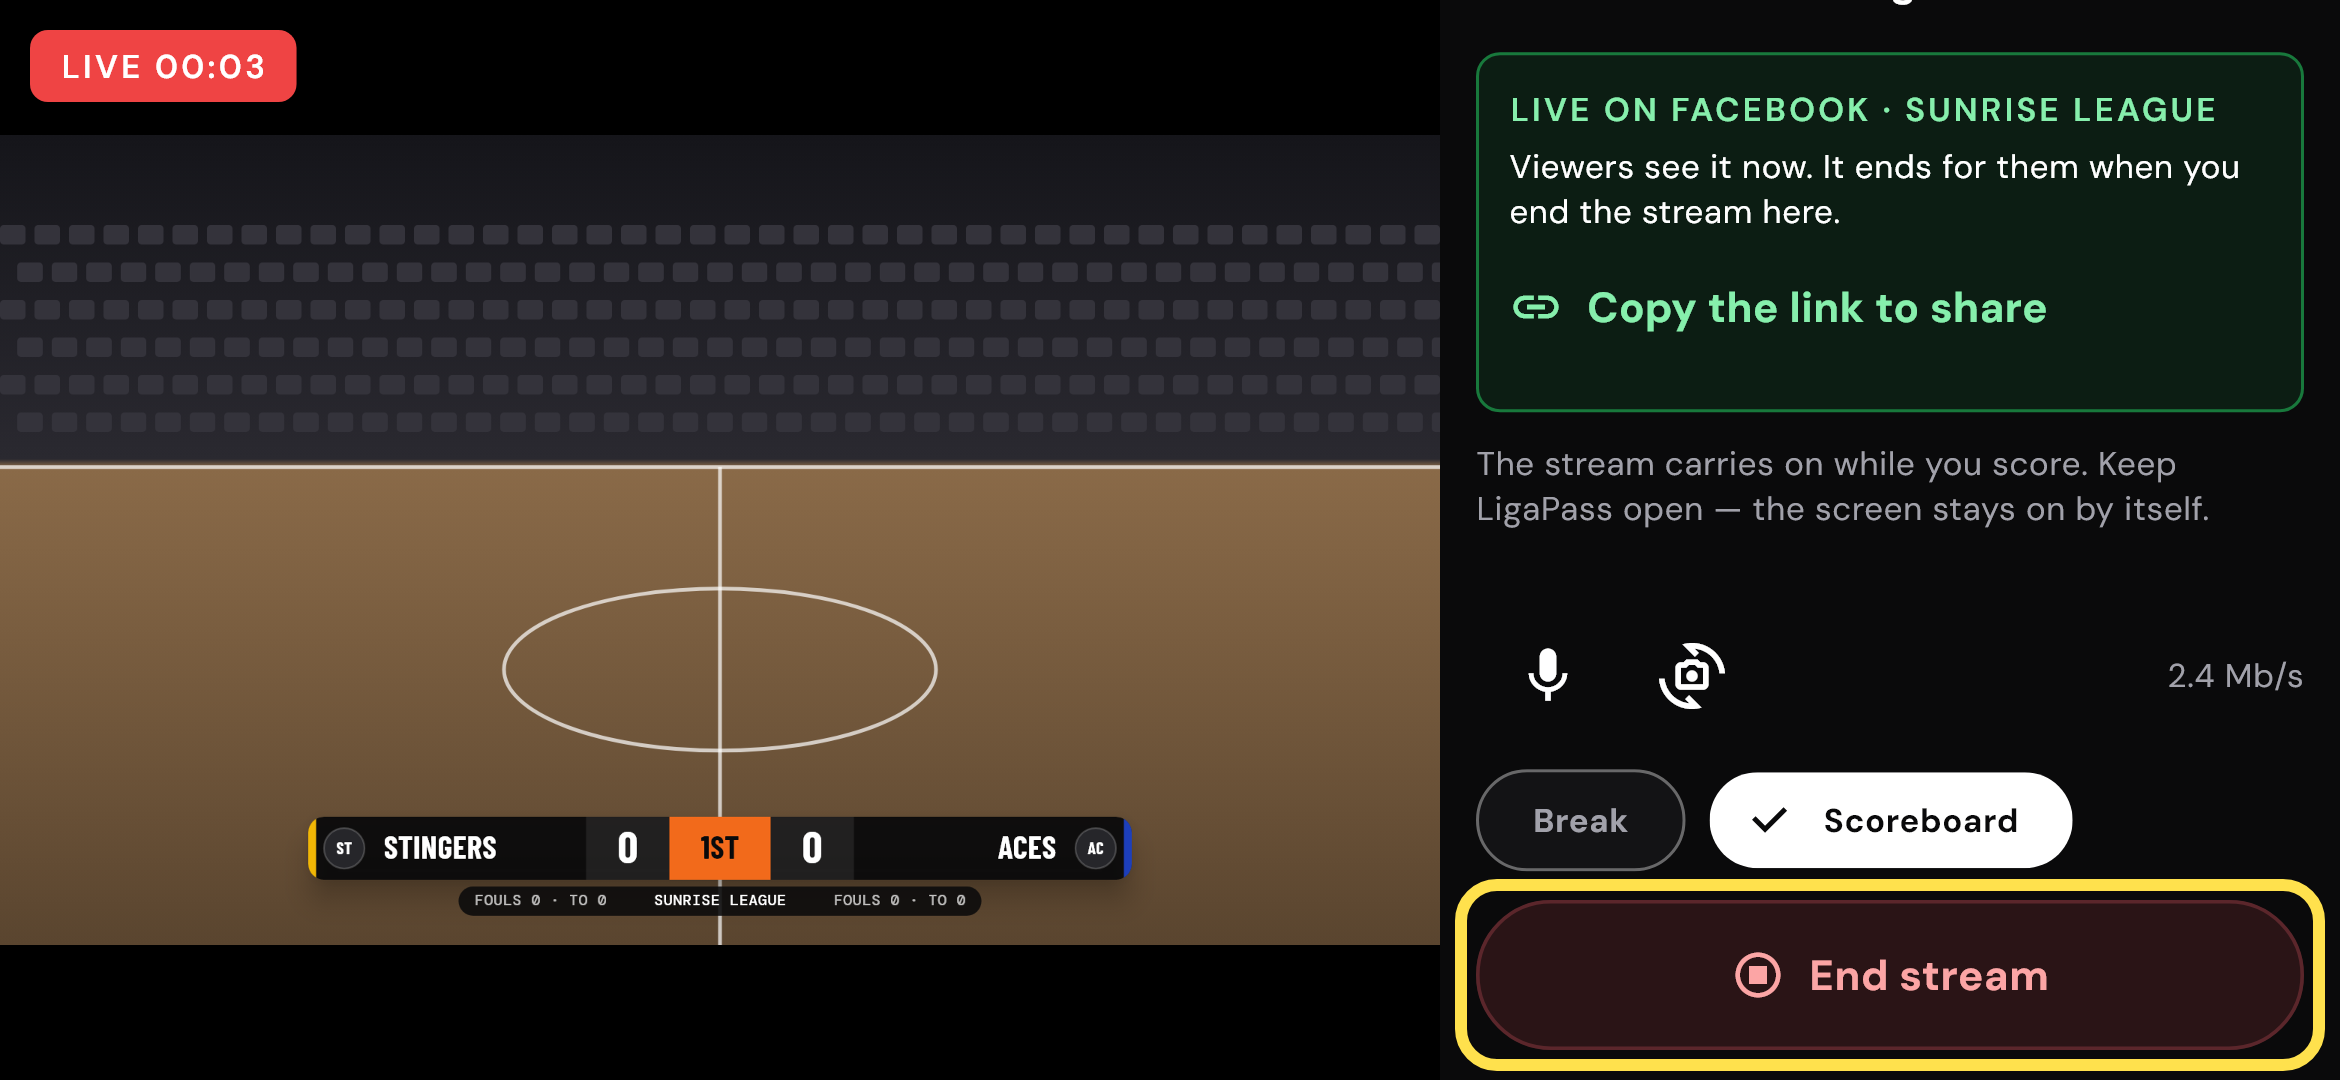 LIVE 00:03
LIVE ON FACEBOOK · SUNRISE LEAGUE
Viewers see it now. It ends for them when you
end the stream here.
Copy the link to share
The stream carries on while you score. Keep
LigaPass open — the screen stays on by itself.
2.4 Mb/s
Break
Scoreboard
ST STINGERS 0 1ST 0 ACES AC
FOULS 0 · TO 0 SUNRISE LEAGUE FOULS 0 · TO 0
End stream